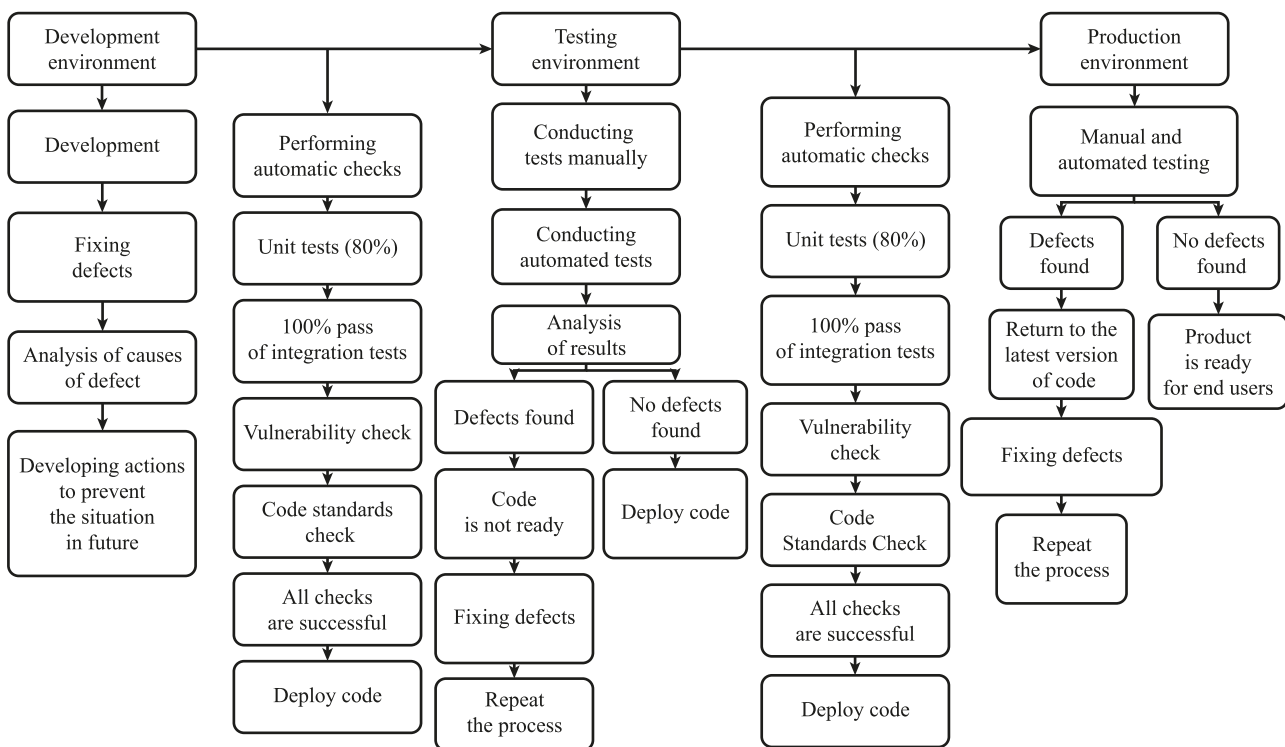 Development
environment
Testing
environment
Production
environment
Development
Fixing
defects
Analysis of causes
of defect
Developing actions
to prevent
the situation
in future
Performing
automatic checks
Unit tests (80%)
100% pass
of integration tests
Vulnerability check
Code standards
check
All checks
are successful
Deploy code
Conducting
tests manually
Conducting
automated tests
Analysis
of results
Defects found
Code
is not ready
Fixing defects
Repeat
the process
No defects
found
Deploy code
Performing
automatic checks
Unit tests (80%)
100% pass
of integration tests
Vulnerability
check
Code
Standards Check
All checks
are successful
Deploy code
Manual and
automated testing
Defects
found
Return to the
latest version
of code
Fixing defects
Repeat
the process
No defects
found
Product
is ready
for end users